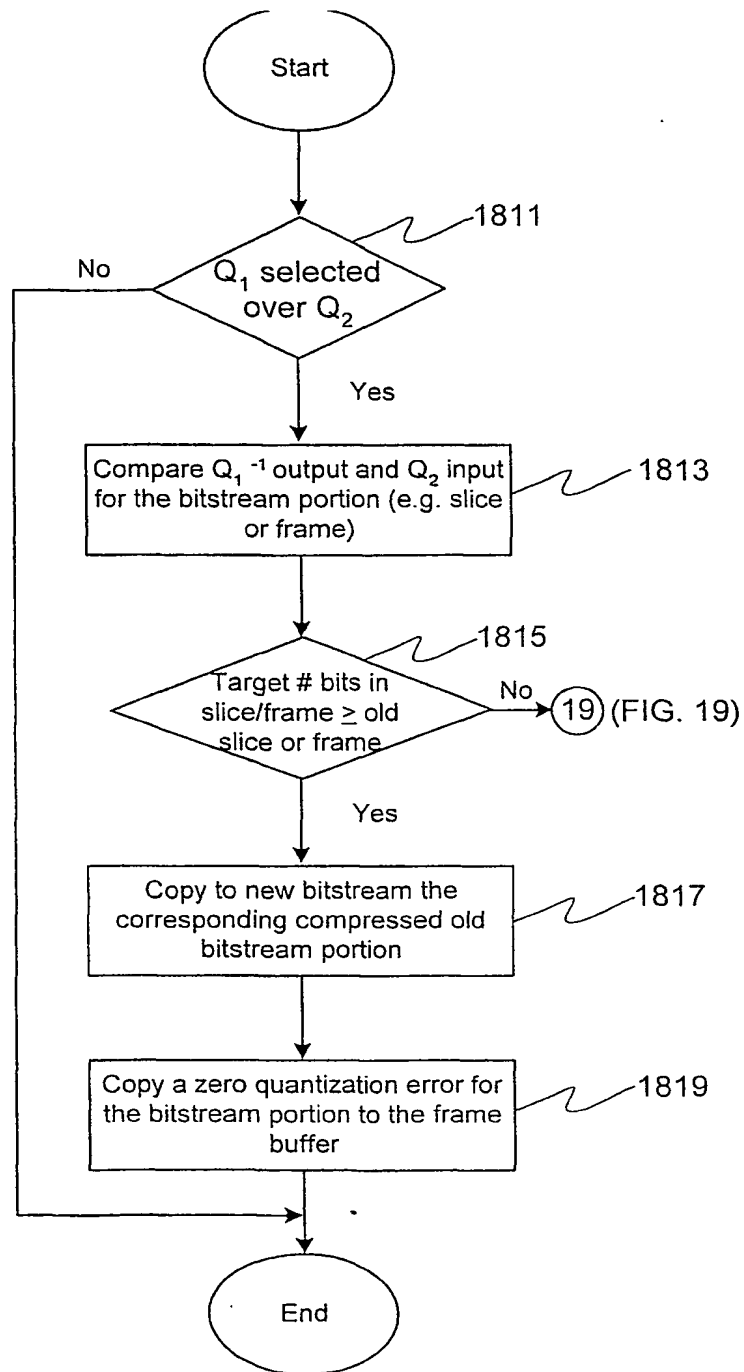 Start
1811
No
Q₁ selected
over Q₂
Yes
Compare Q₁⁻¹ output and Q₂ input
for the bitstream portion (e.g. slice
or frame)
1813
1815
Target # bits in
slice/frame ≥ old
slice or frame
No
19 (FIG. 19)
Yes
Copy to new bitstream the
corresponding compressed old
bitstream portion
1817
Copy a zero quantization error for
the bitstream portion to the frame
buffer
1819
End